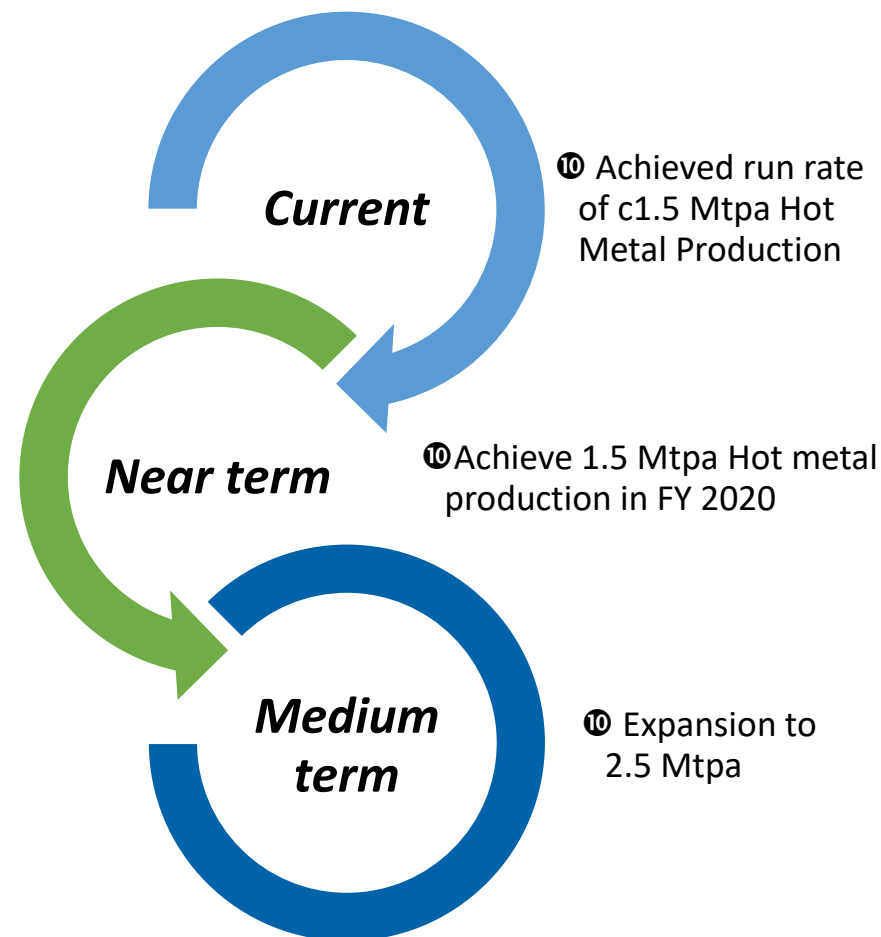 Current
❿ Achieved run rate
of c1.5 Mtpa Hot
Metal Production
Near term
❿Achieve 1.5 Mtpa Hot metal
production in FY 2020
Medium
term
❿ Expansion to
2.5 Mtpa